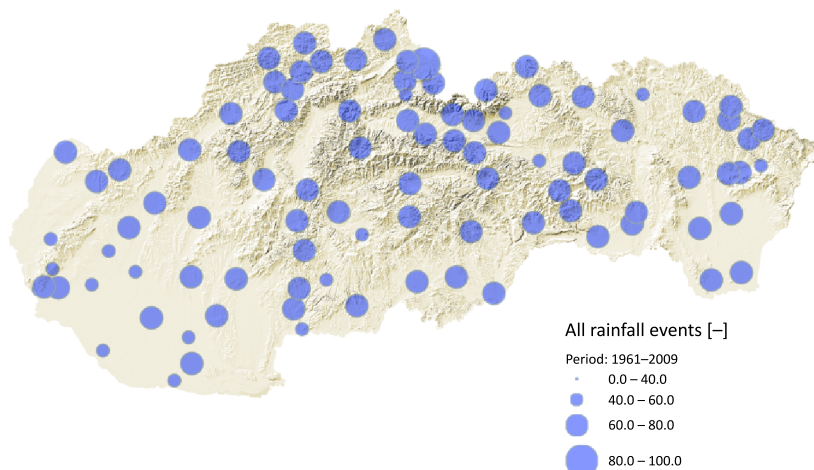 All rainfall events [–]
Period: 1961–2009
0.0 – 40.0
40.0 – 60.0
60.0 – 80.0
80.0 – 100.0